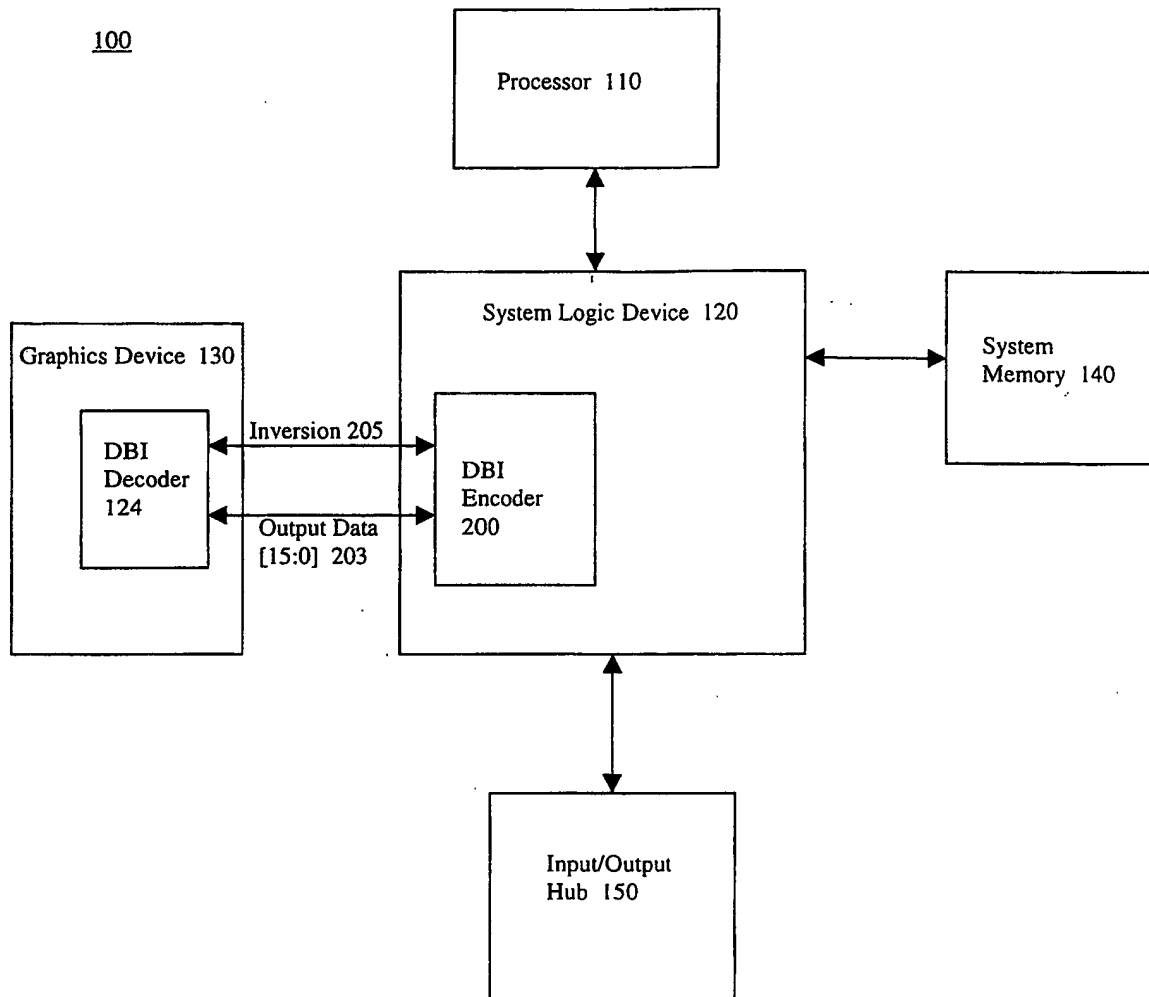 100
Processor 110
System Logic Device 120
Graphics Device 130
System
Memory 140
Inversion 205
DBI
Decoder
124
DBI
Encoder
200
Output Data
[15:0] 203
Input/Output
Hub 150